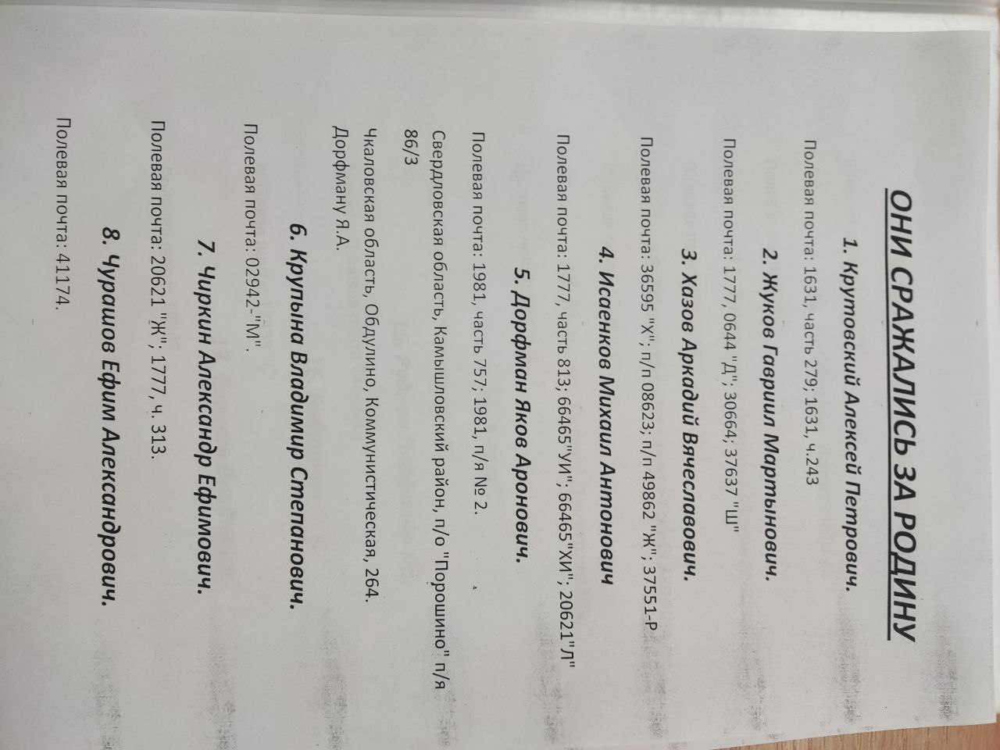 ОНИ СРАЖАЛИСЬ ЗА РОДИНУ
1. Крутовский Алексей Петрович.
Полевая почта: 1631, часть 279; 1631, ч.243
2. Жуков Гавриил Мартынович.
Полевая почта: 1777, 0644 "Д"; 30664; 37637 "Ш"
3. Хазов Аркадий Вячеславович.
Полевая почта: 36595 "Х"; п/п 08623; п/п 49862 "Ж"; 37551-Р
4. Исаенков Михаил Антонович
Полевая почта: 1777, часть 813; 66465"УИ"; 66465"ХИ"; 20621"Л"
5. Дорфман Яков Аронович.
Полевая почта: 1981, часть 757; 1981, п/я № 2.
Свердловская область, Камышловский район, п/о "Порошино" п/я
86/3
Чкаловская область, Обдулино, Коммунистическая, 264.
Дорфману Я.А.
6. Крупына Владимир Степанович.
Полевая почта: 02942-"М".
7. Чиркин Александр Ефимович.
Полевая почта: 20621 "Ж"; 1777, ч. 313.
8. Чурашов Ефим Александрович.
Полевая почта: 41174.